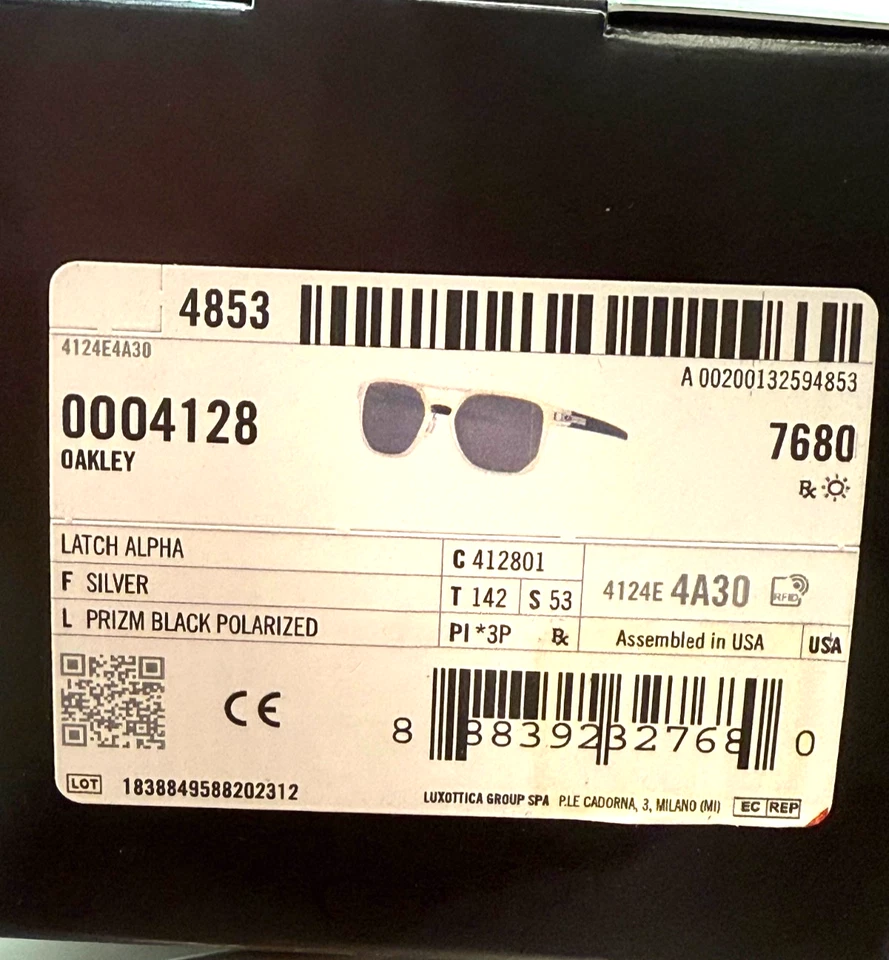 4853
4124E4A30
A 00200132594853
0004128
7680
OAKLEY
Rx
LATCH ALPHA
C 412801
F SILVER
T 142
S 53
4124E 4A30
RFID
L PRIZM BLACK POLARIZED
PI *3P
Rx
Assembled in USA
USA
CE
8 88392 32768 0
LOT 1838849588202312
LUXOTTICA GROUP SPA P.LE CADORNA, 3, MILANO (MI)
EC REP